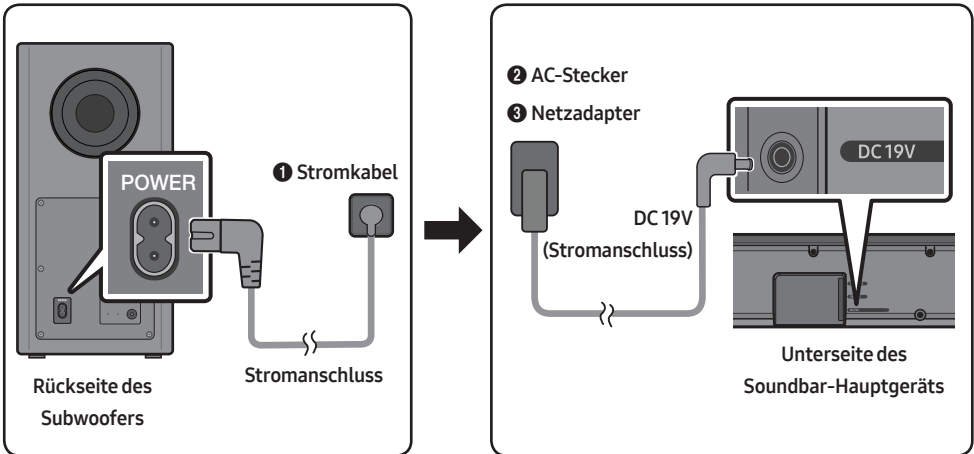 POWER
❶ Stromkabel
Stromanschluss
Rückseite des
Subwoofers
❷ AC-Stecker
❸ Netzadapter
DC 19V
DC 19V
(Stromanschluss)
Unterseite des
Soundbar-Hauptgeräts